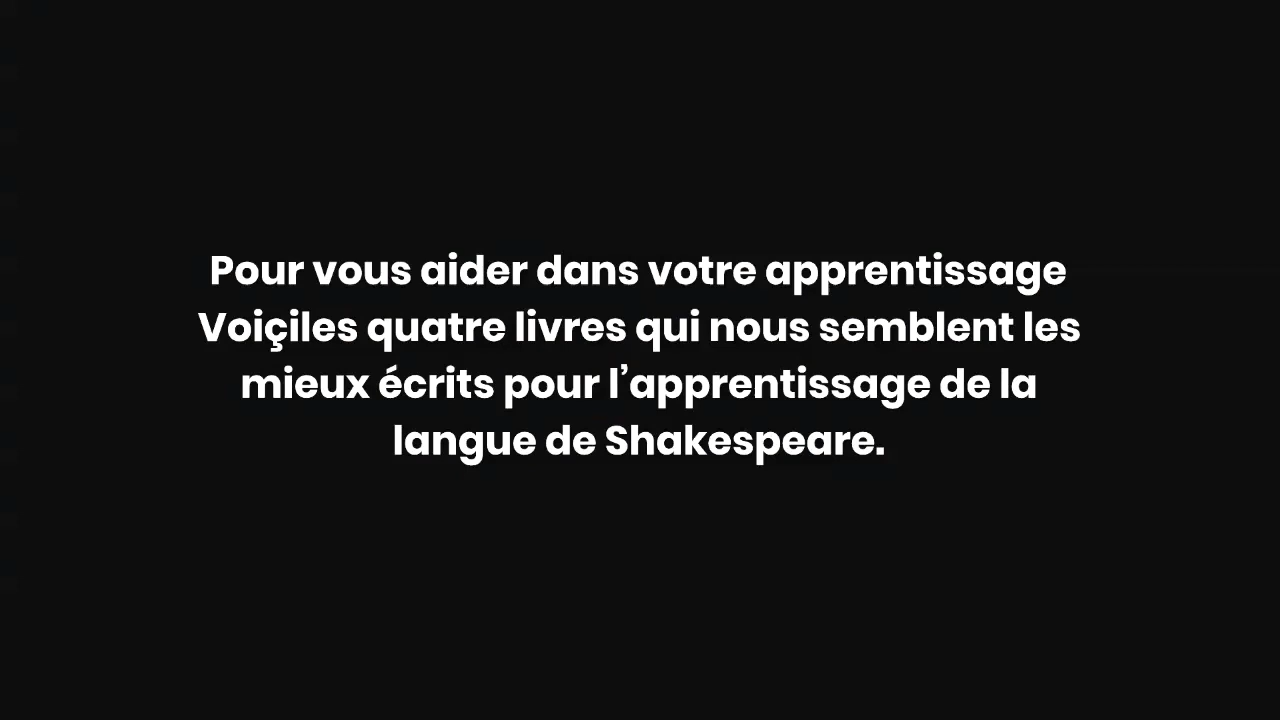 Pour vous aider dans votre apprentissage
Voiçiles quatre livres qui nous semblent les
mieux écrits pour l’apprentissage de la
langue de Shakespeare.